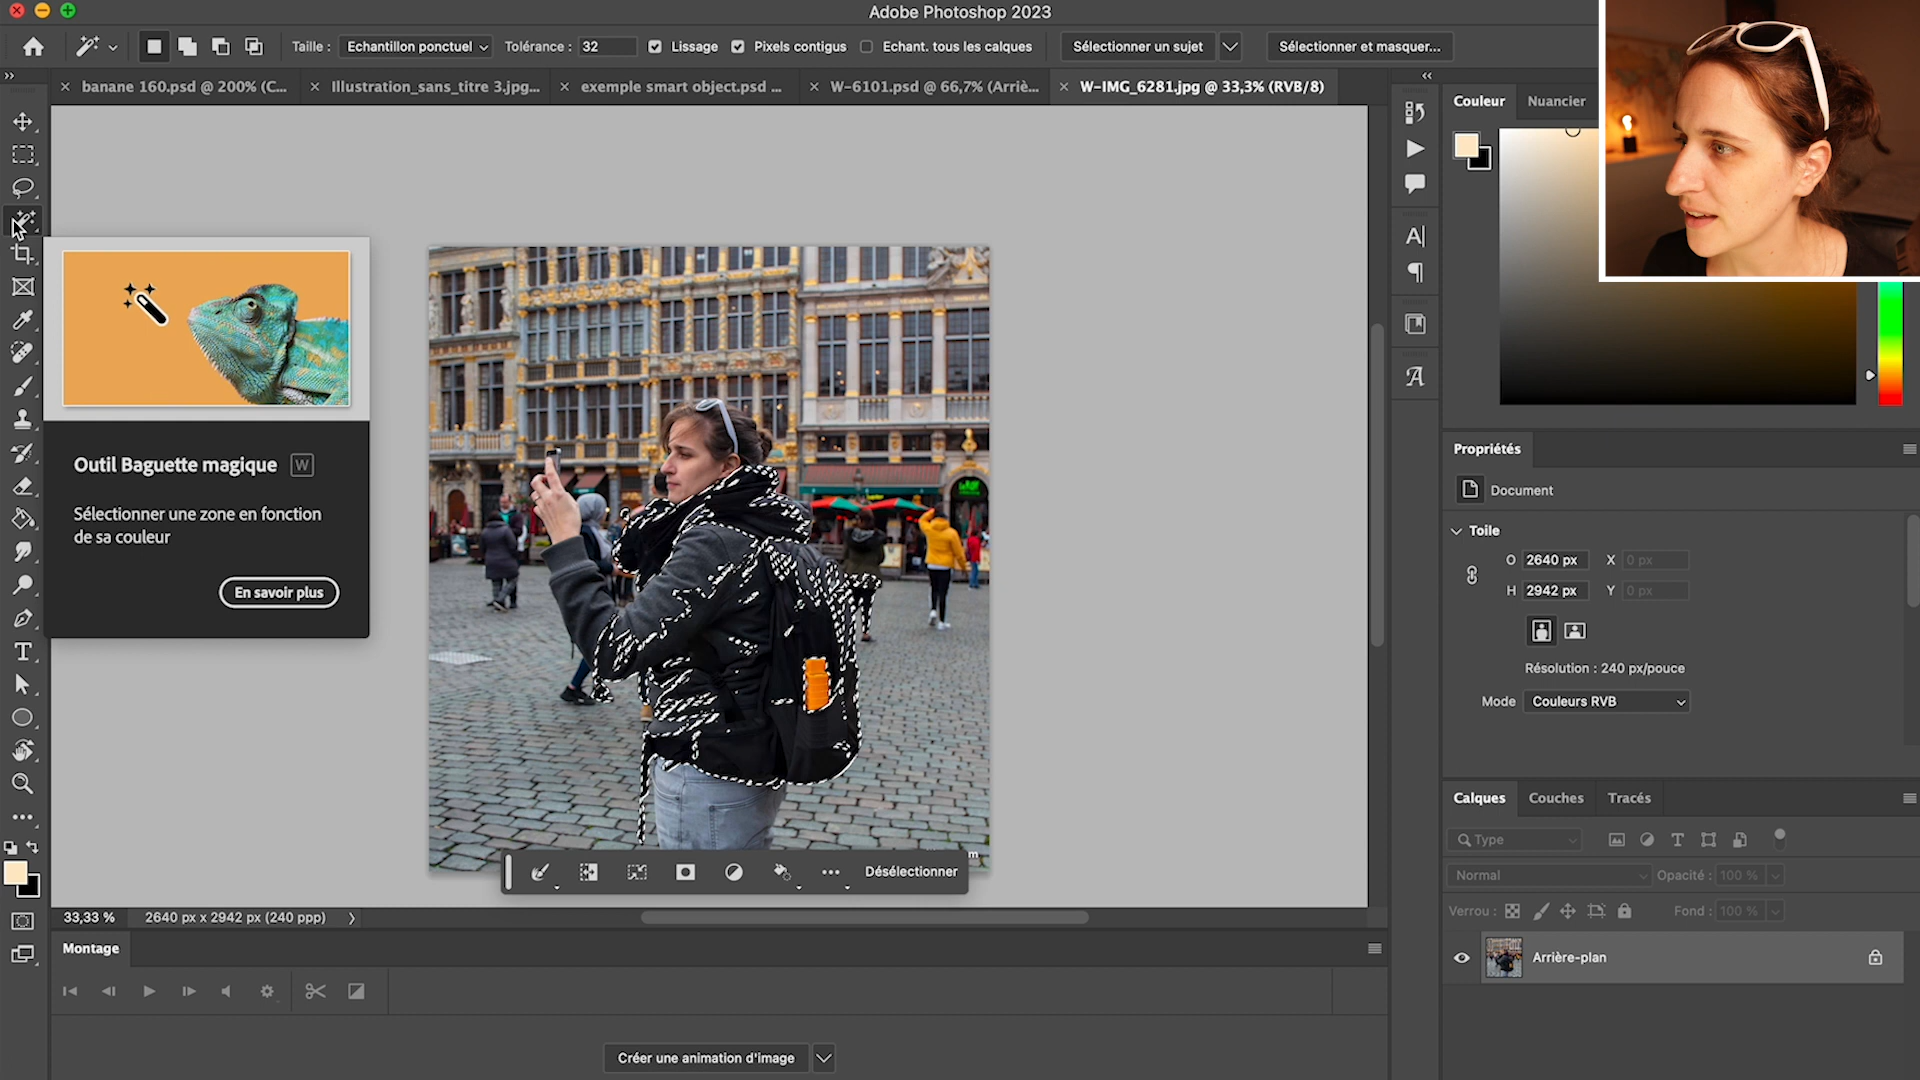 Adobe Photoshop 2023
Taille : Echantillon ponctuel Tolérance : 32 Lissage Pixels contigus Echant. tous les calques Sélectionner un sujet Sélectionner et masquer...
banane 160.psd @ 200% (C... Illustration_sans_titre 3.jpg... exemple smart object.psd ... W-6101.psd @ 66,7% (Arriè... W-IMG_6281.jpg @ 33,3% (RVB/8)
Couleur Nuancier
Outil Baguette magique W
Sélectionner une zone en fonction
de sa couleur
En savoir plus
Propriétés
Document
Toile
O 2640 px X 0 px
H 2942 px Y 0 px
Résolution : 240 px/pouce
Mode Couleurs RVB
Calques Couches Tracés
Type
Normal Opacité : 100 %
Verrou : Fond : 100 %
Arrière-plan
Désélectionner
33,33 % 2640 px x 2942 px (240 ppp)
Montage
Créer une animation d'image